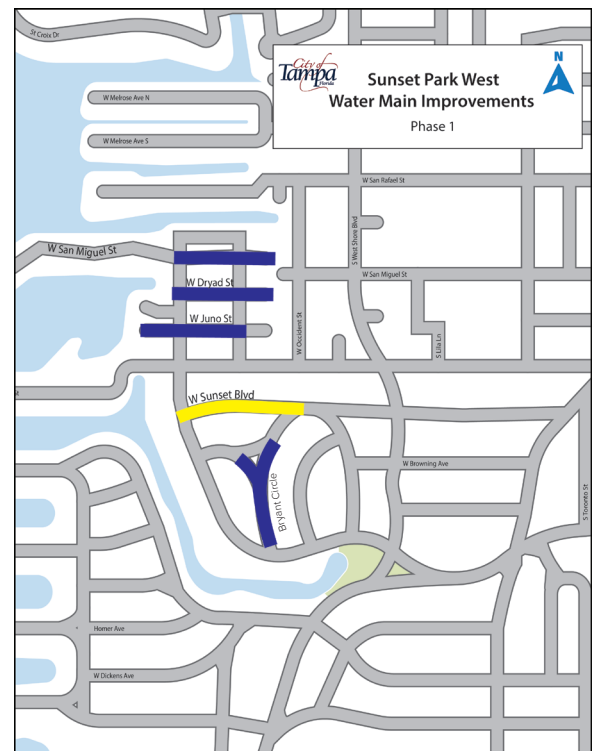 St Croix Dr
City of
Tampa
Florida
Sunset Park West
Water Main Improvements
Phase 1
N
W Melrose Ave N
W Melrose Ave S
W San Rafael St
S West Shore Blvd
W San Miguel St
W San Miguel St
W Dryad St
W Juno St
W Occident St
S Lila Ln
St
W Sunset Blvd
W Browning Ave
Bryant Circle
S Toronto St
Homer Ave
W Dickens Ave